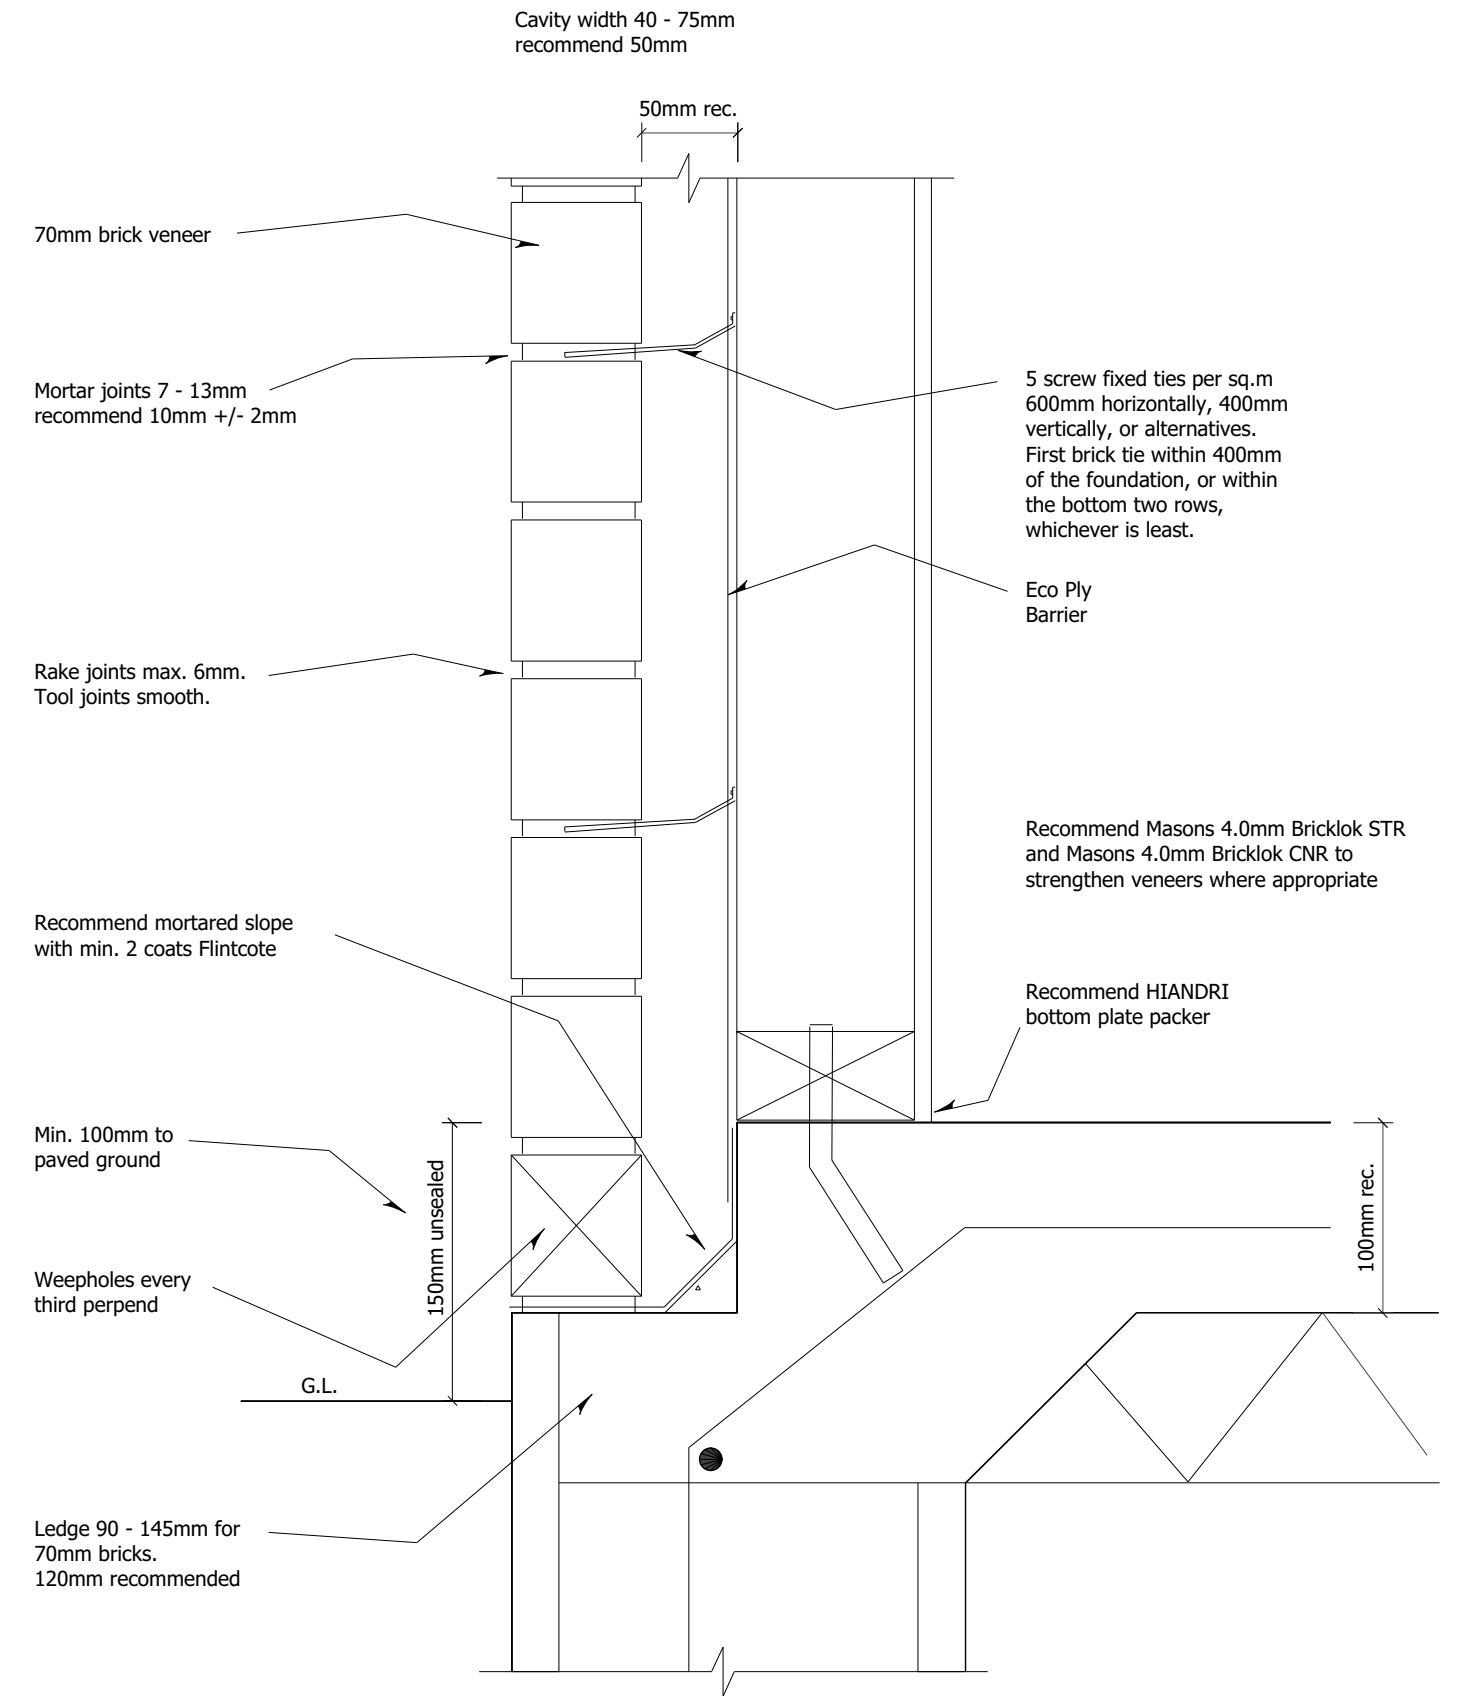 Cavity width 40 - 75mm
recommend 50mm
50mm rec.
70mm brick veneer
Mortar joints 7 - 13mm
recommend 10mm +/- 2mm
5 screw fixed ties per sq.m
600mm horizontally, 400mm
vertically, or alternatives.
First brick tie within 400mm
of the foundation, or within
the bottom two rows,
whichever is least.
Eco Ply
Barrier
Rake joints max. 6mm.
Tool joints smooth.
Recommend Masons 4.0mm Bricklok STR
and Masons 4.0mm Bricklok CNR to
strengthen veneers where appropriate
Recommend mortared slope
with min. 2 coats Flintcote
Recommend HIANDRI
bottom plate packer
Min. 100mm to
paved ground
150mm unsealed
100mm rec.
Weepholes every
third perpend
G.L.
Ledge 90 - 145mm for
70mm bricks.
120mm recommended